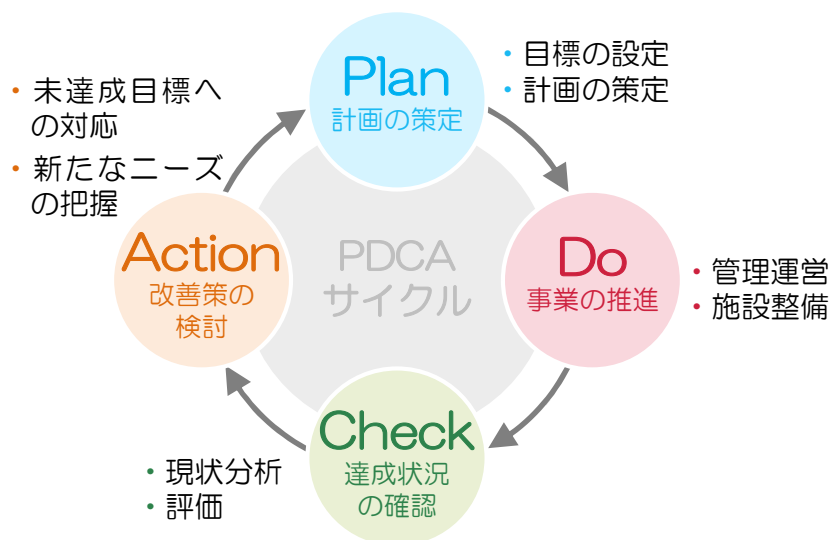 Plan
計画の策定
・目標の設定
・計画の策定
Do
事業の推進
・管理運営
・施設整備
Check
達成状況
の確認
・現状分析
・評価
Action
改善策の
検討
・未達成目標へ
の対応
・新たなニーズ
の把握
PDCA
サイクル